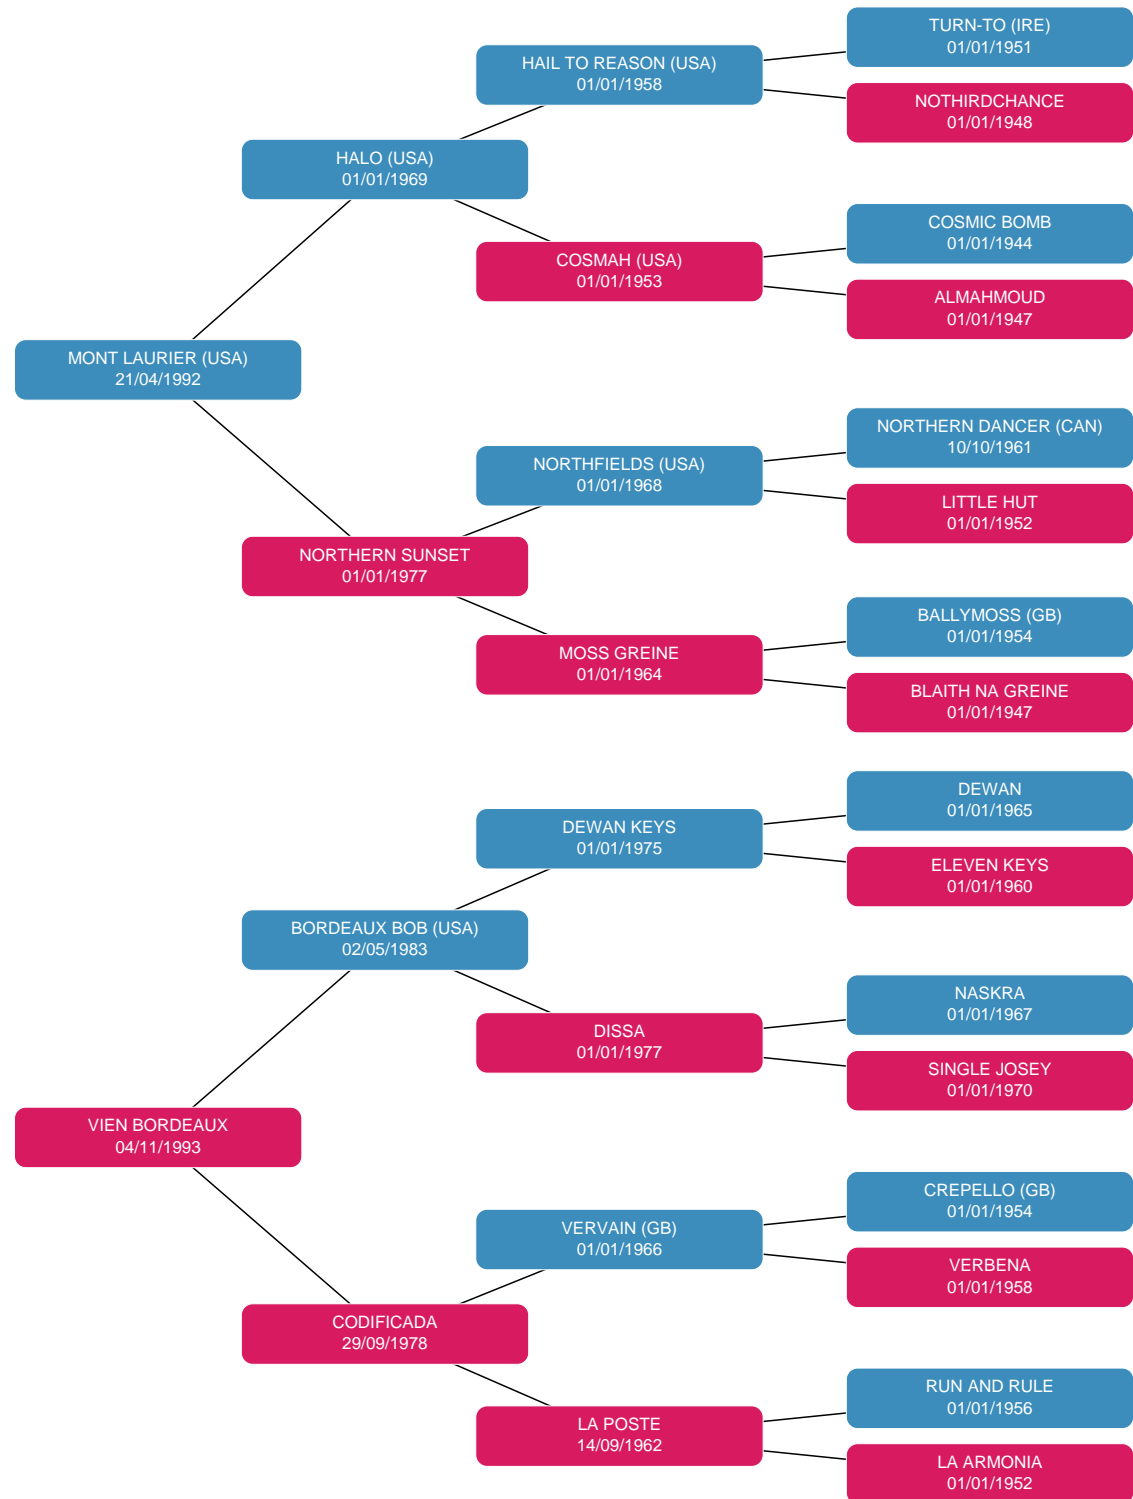 TURN-TO (IRE)
01/01/1951
HAIL TO REASON (USA)
01/01/1958
NOTHIRDCHANCE
01/01/1948
HALO (USA)
01/01/1969
COSMIC BOMB
01/01/1944
COSMAH (USA)
01/01/1953
ALMAHMOUD
01/01/1947
MONT LAURIER (USA)
21/04/1992
NORTHERN DANCER (CAN)
10/10/1961
NORTHFIELDS (USA)
01/01/1968
LITTLE HUT
01/01/1952
NORTHERN SUNSET
01/01/1977
BALLYMOSS (GB)
01/01/1954
MOSS GREINE
01/01/1964
BLAITH NA GREINE
01/01/1947
DEWAN
01/01/1965
DEWAN KEYS
01/01/1975
ELEVEN KEYS
01/01/1960
BORDEAUX BOB (USA)
02/05/1983
NASKRA
01/01/1967
DISSA
01/01/1977
SINGLE JOSEY
01/01/1970
VIEN BORDEAUX
04/11/1993
CREPELLO (GB)
01/01/1954
VERVAIN (GB)
01/01/1966
VERBENA
01/01/1958
CODIFICADA
29/09/1978
RUN AND RULE
01/01/1956
LA POSTE
14/09/1962
LA ARMONIA
01/01/1952